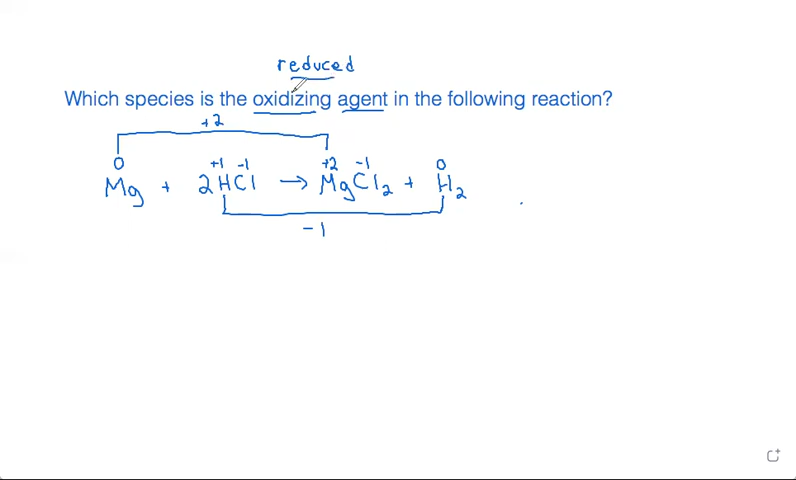 reduced
Which species is the oxidizing agent in the following reaction?
+2
0 +1 -1 +2 -1 0
Mg + 2HCl → MgCl₂ + H₂
-1